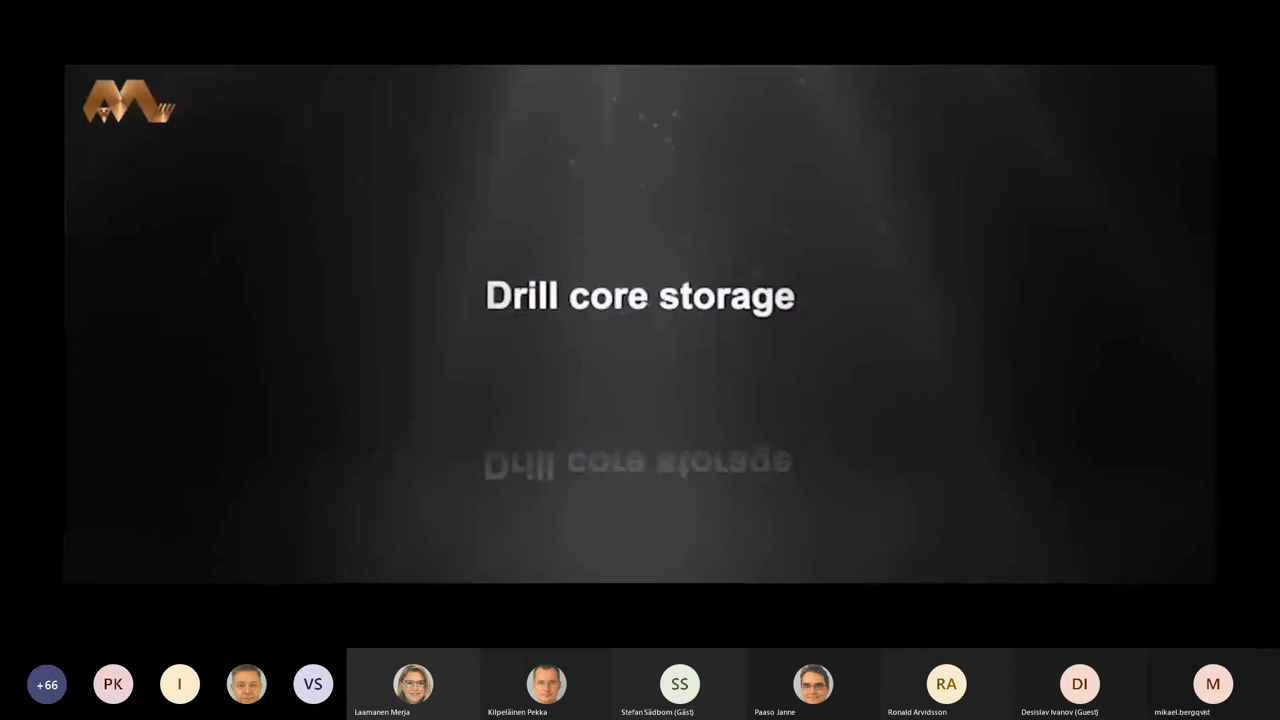 Drill core storage
Drill core storage
+66
PK
I
VS
SS
RA
DI
M
Laamanen Merja
Kilpeläinen Pekka
Stefan Sädbom (Gäst)
Paaso Janne
Ronald Arvidsson
Desislav Ivanov (Guest)
mikael.bergqvist